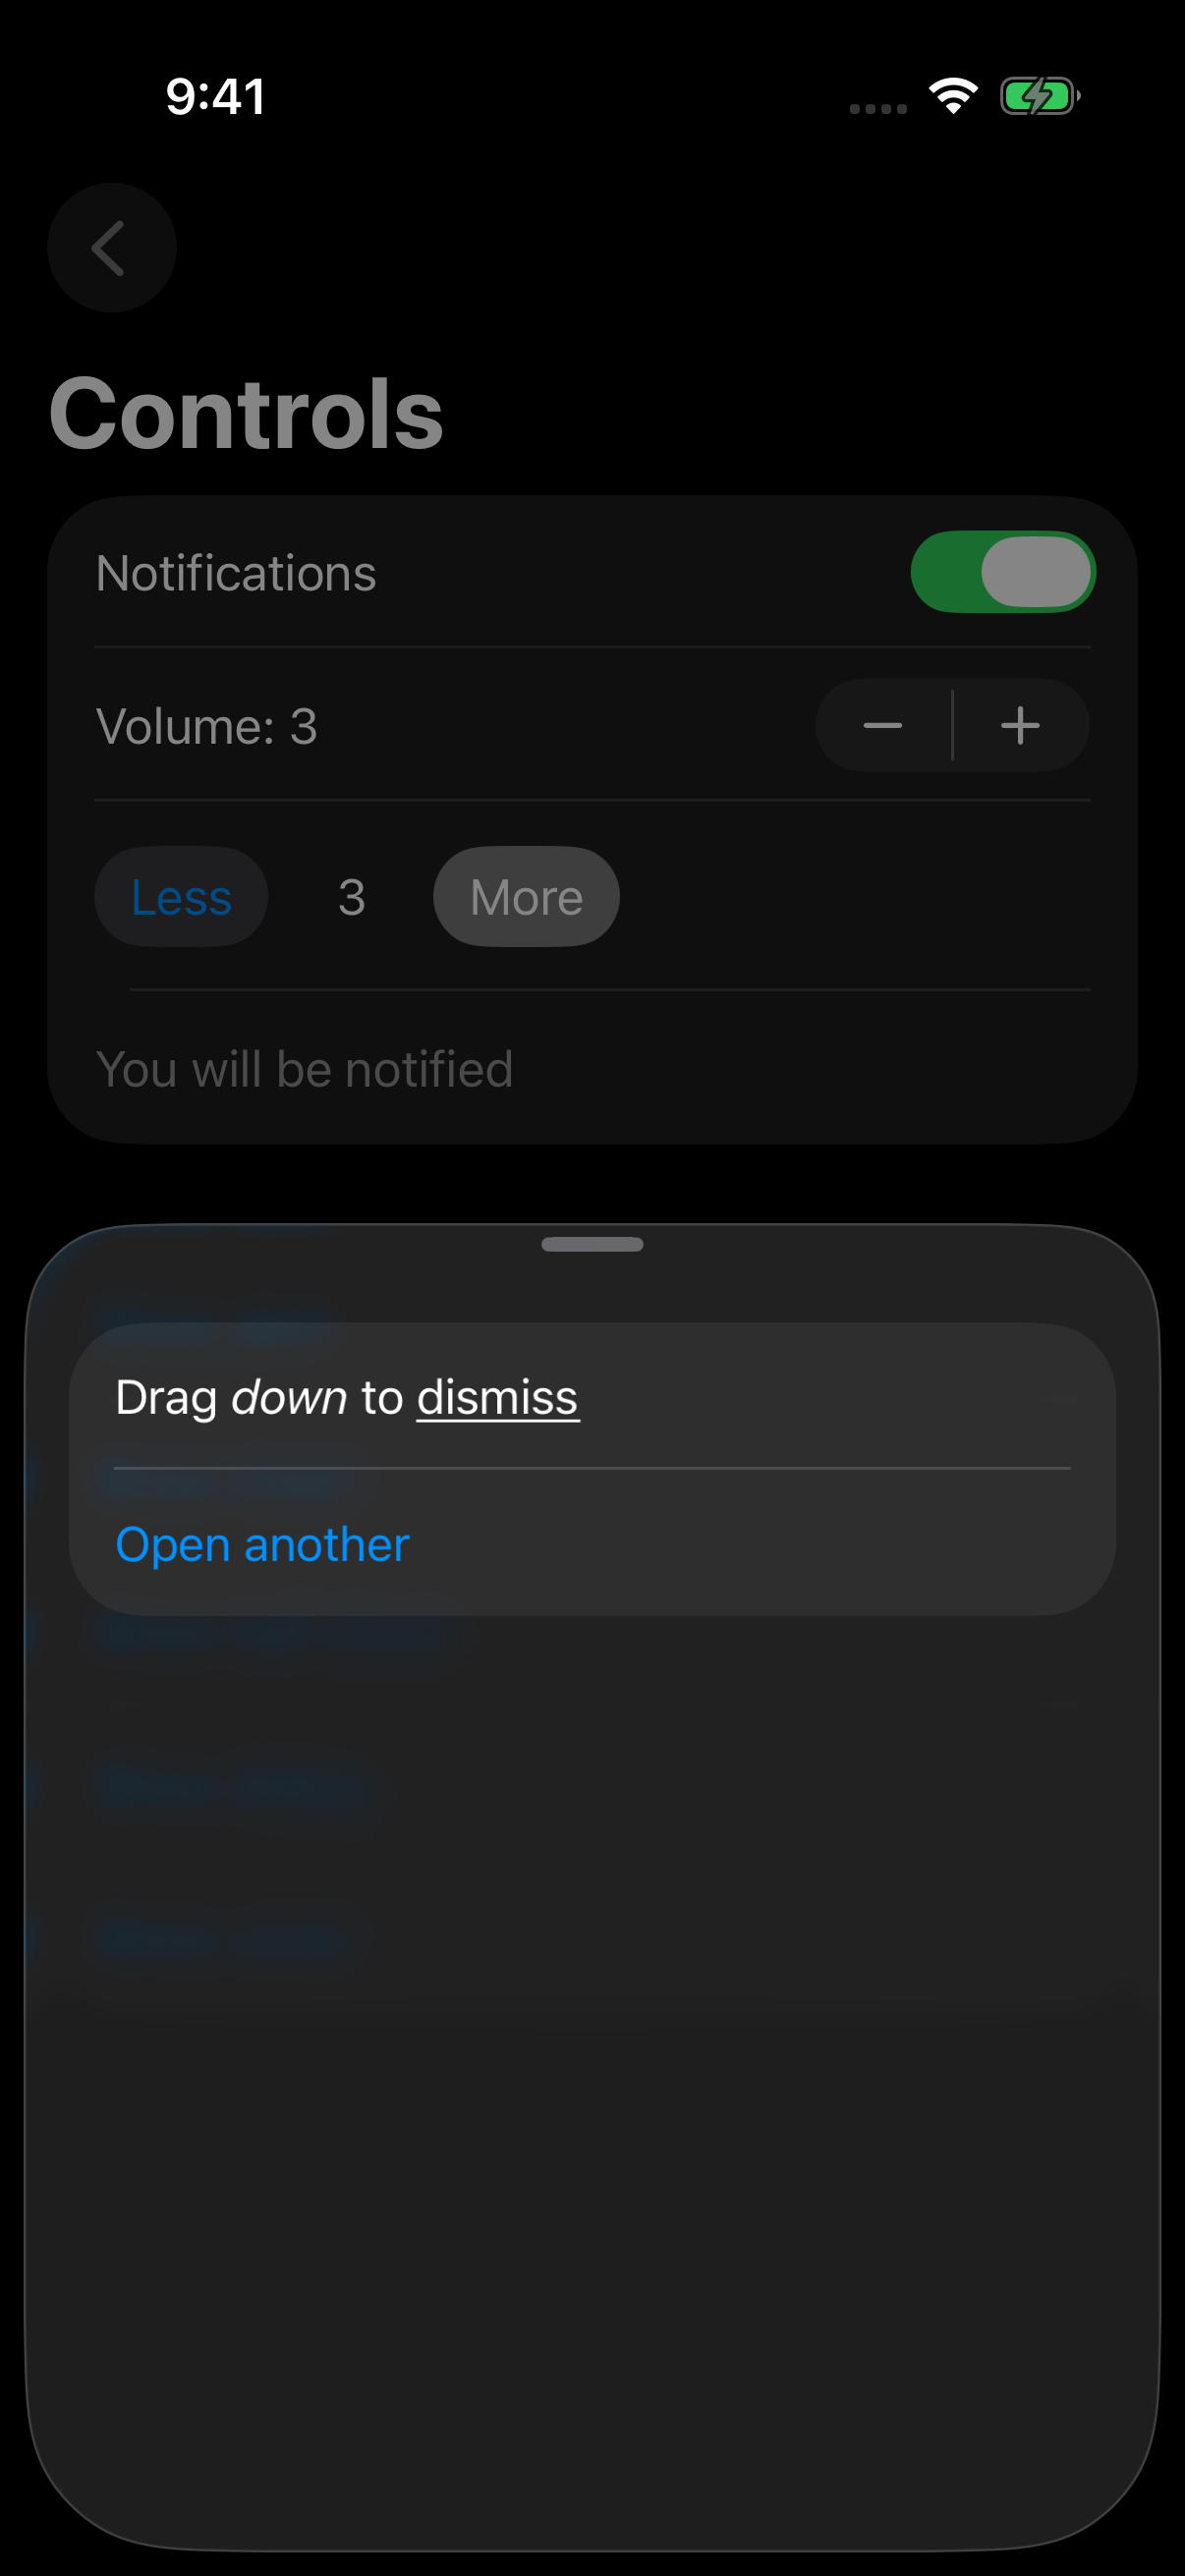 9:41
Controls
Notifications
Volume: 3
Less 3 More
You will be notified
Drag down to dismiss
Open another